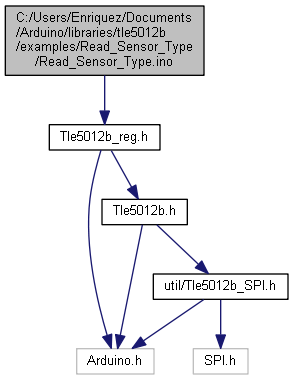 C:/Users/Enriquez/Documents
/Arduino/libraries/tle5012b
/examples/Read_Sensor_Type
/Read_Sensor_Type.ino
Tle5012b_reg.h
Tle5012b.h
util/Tle5012b_SPI.h
Arduino.h
SPI.h